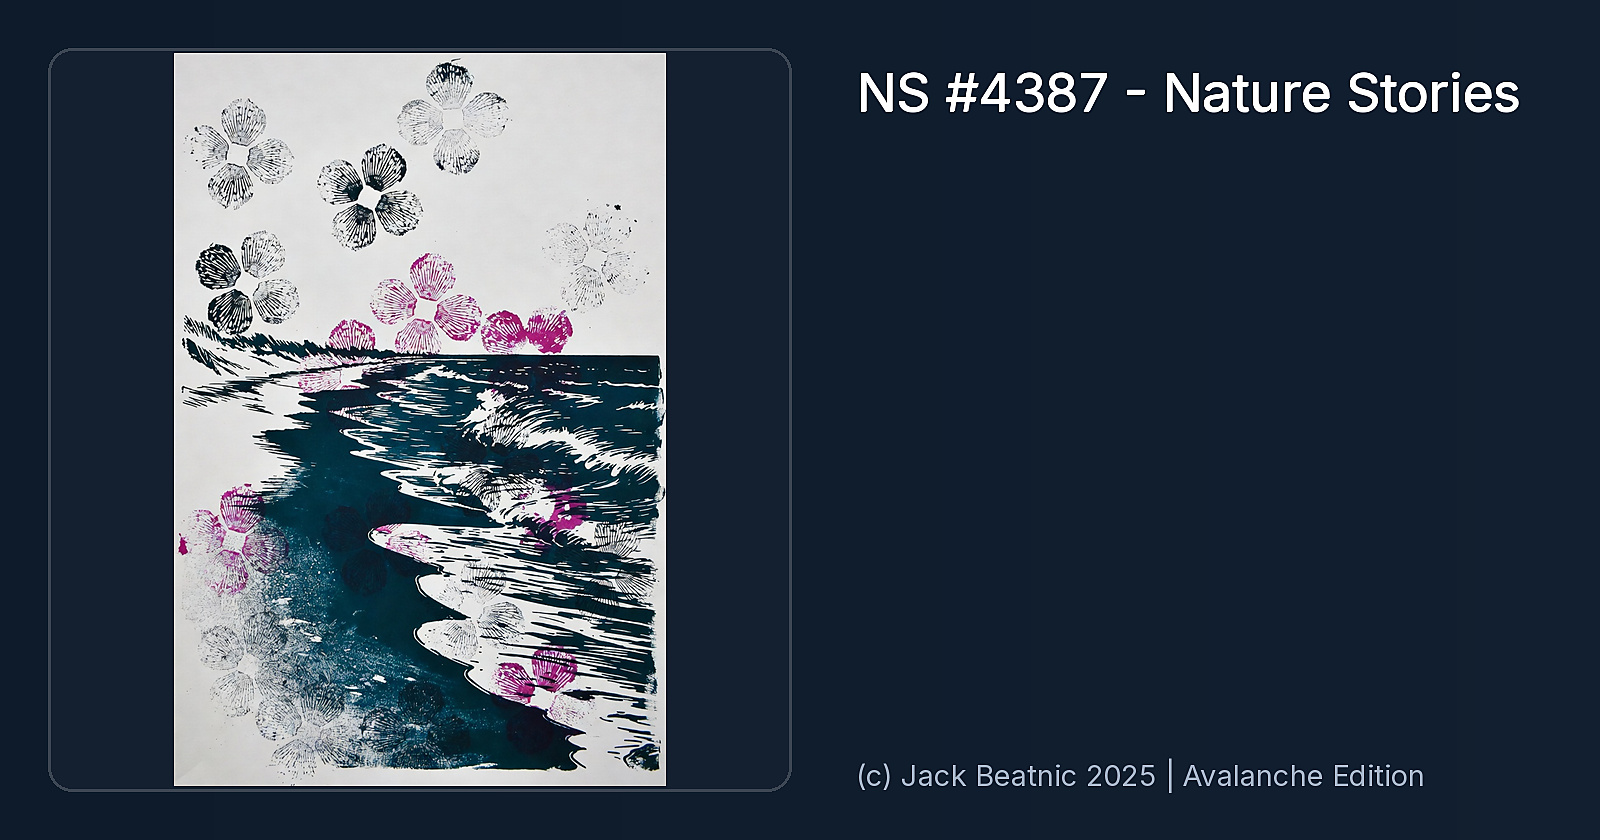 NS #4387 - Nature Stories
(c) Jack Beatnic 2025 | Avalanche Edition